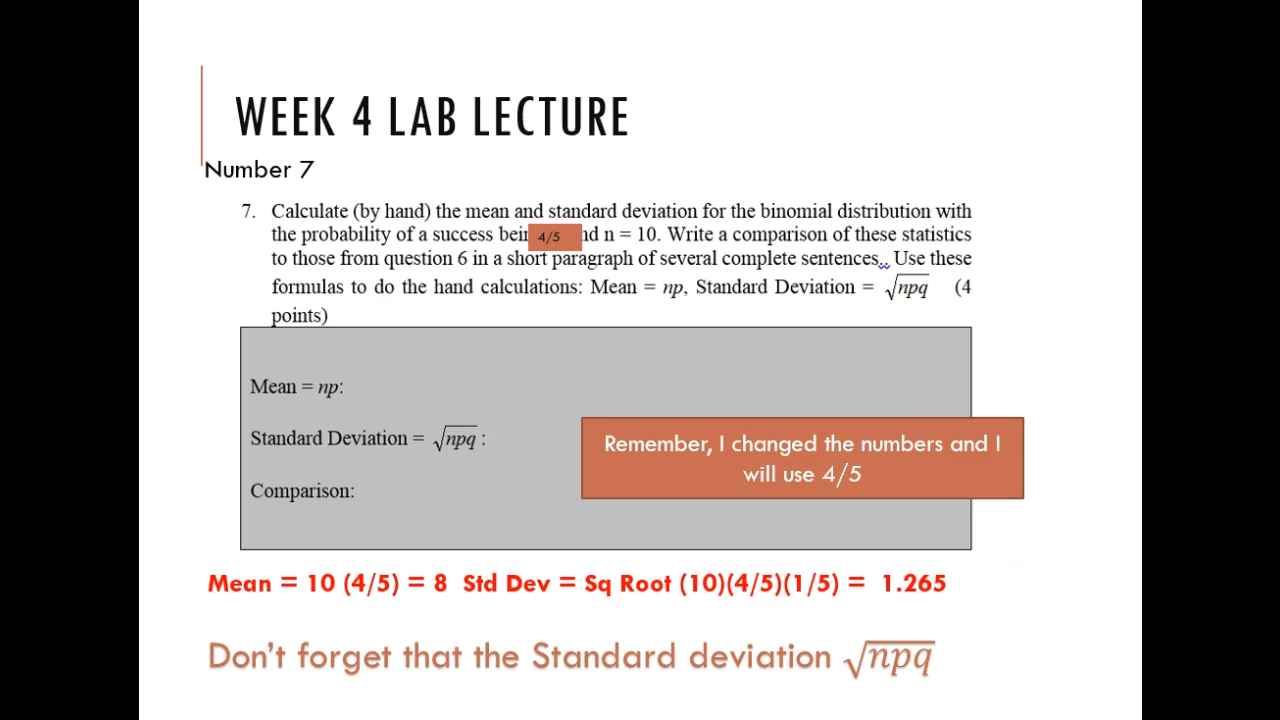 WEEK 4 LAB LECTURE
Number 7
7. Calculate (by hand) the mean and standard deviation for the binomial distribution with
the probability of a success bein 4/5 nd n = 10. Write a comparison of these statistics
to those from question 6 in a short paragraph of several complete sentences.. Use these
formulas to do the hand calculations: Mean = np, Standard Deviation = √npq (4
points)
Mean = np:
Standard Deviation = √npq :
Comparison:
Remember, I changed the numbers and I
will use 4/5
Mean = 10 (4/5) = 8 Std Dev = Sq Root (10)(4/5)(1/5) = 1.265
Don't forget that the Standard deviation √npq